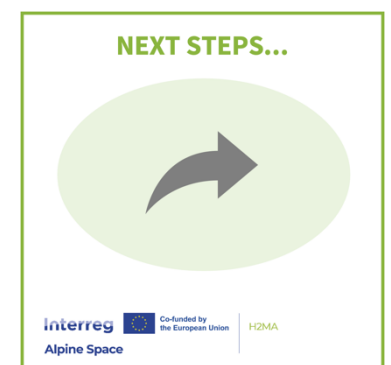 NEXT STEPS...
Interreg
Co-funded by
the European Union
H2MA
Alpine Space